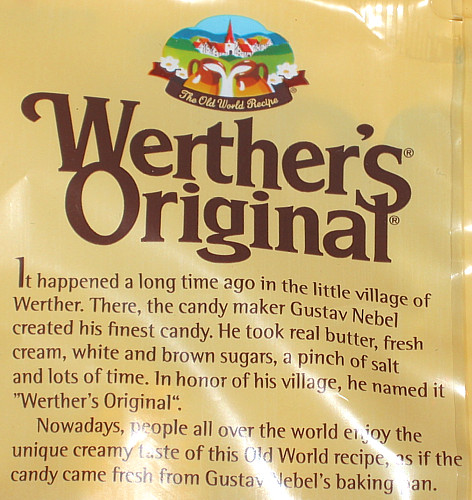 The Old World Recipe
Werther's®
Original®
It happened a long time ago in the little village of
Werther. There, the candy maker Gustav Nebel
created his finest candy. He took real butter, fresh
cream, white and brown sugars, a pinch of salt
and lots of time. In honor of his village, he named it
"Werther's Original“.
Nowadays, people all over the world enjoy the
unique creamy taste of this Old World recipe, as if the
candy came fresh from Gustav Nebel's baking pan.